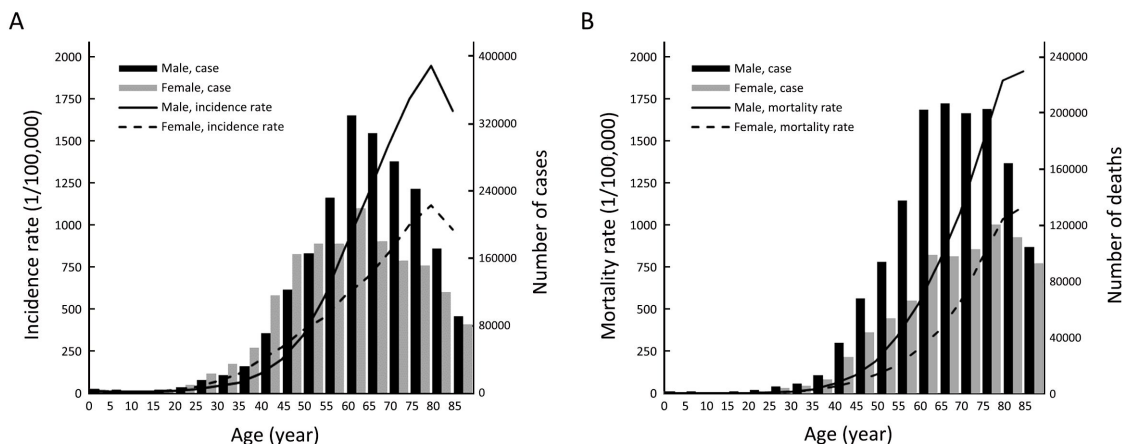 A
Incidence rate (1/100,000)
2000
1750
1500
1250
1000
750
500
250
0
Male, case
Female, case
Male, incidence rate
Female, incidence rate
400000
320000
240000
160000
80000
0
Number of cases
0 5 10 15 20 25 30 35 40 45 50 55 60 65 70 75 80 85
Age (year)
B
Mortality rate (1/100,000)
2000
1750
1500
1250
1000
750
500
250
0
Male, case
Female, case
Male, mortality rate
Female, mortality rate
240000
200000
160000
120000
80000
40000
0
Number of deaths
0 5 10 15 20 25 30 35 40 45 50 55 60 65 70 75 80 85
Age (year)